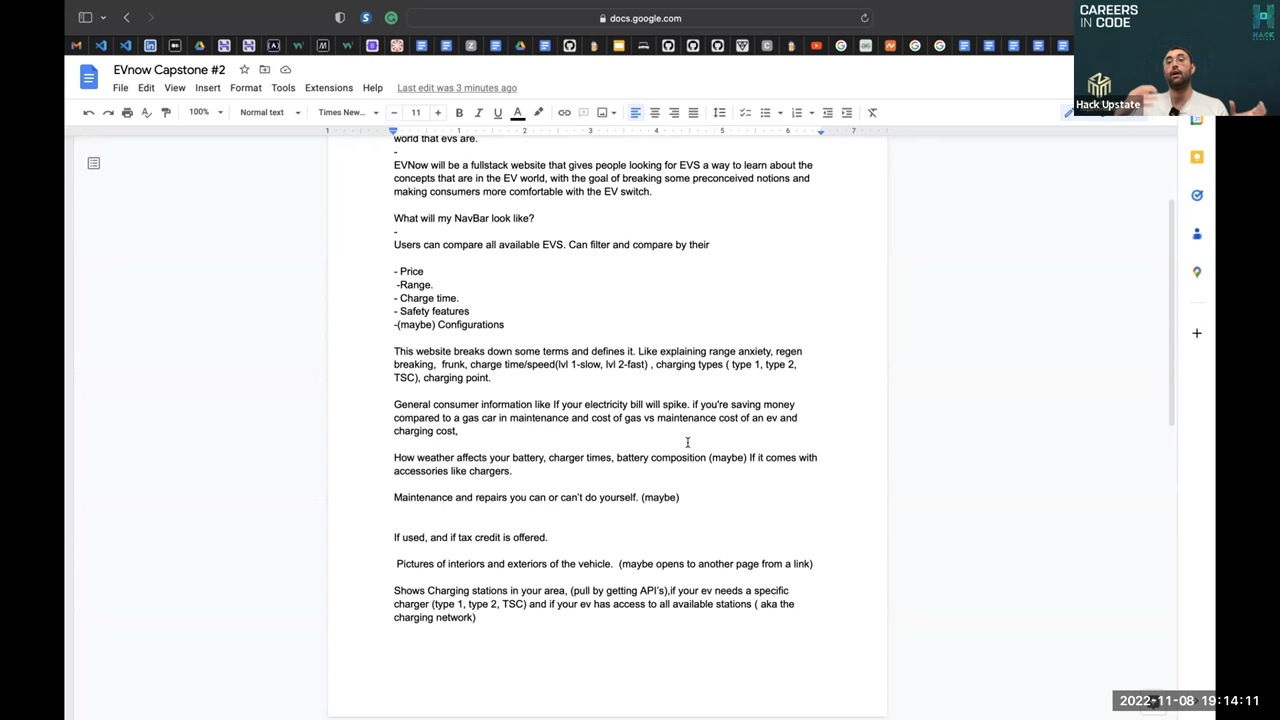 docs.google.com
CAREERS
IN CODE
HACK
UPSTATE
Hack Upstate
EVnow Capstone #2
File Edit View Insert Format Tools Extensions Help Last edit was 3 minutes ago
100% Normal text Times New... 11
1 1 2 3 4 5 6 7
world that evs are.
-
EVNow will be a fullstack website that gives people looking for EVS a way to learn about the
concepts that are in the EV world, with the goal of breaking some preconceived notions and
making consumers more comfortable with the EV switch.
What will my NavBar look like?
-
Users can compare all available EVS. Can filter and compare by their
- Price
-Range.
- Charge time.
- Safety features
-(maybe) Configurations
This website breaks down some terms and defines it. Like explaining range anxiety, regen
breaking, frunk, charge time/speed(lvl 1-slow, lvl 2-fast) , charging types ( type 1, type 2,
TSC), charging point.
General consumer information like If your electricity bill will spike. if you're saving money
compared to a gas car in maintenance and cost of gas vs maintenance cost of an ev and
charging cost,
How weather affects your battery, charger times, battery composition (maybe) If it comes with
accessories like chargers.
Maintenance and repairs you can or can't do yourself. (maybe)
If used, and if tax credit is offered.
Pictures of interiors and exteriors of the vehicle. (maybe opens to another page from a link)
Shows Charging stations in your area, (pull by getting API's),if your ev needs a specific
charger (type 1, type 2, TSC) and if your ev has access to all available stations ( aka the
charging network)
2022-11-08 19:14:11